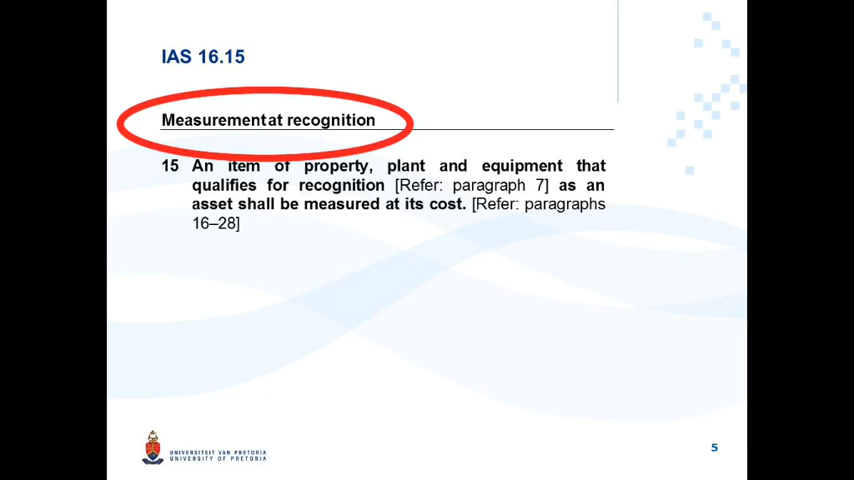 IAS 16.15
Measurement at recognition
15 An item of property, plant and equipment that
qualifies for recognition [Refer: paragraph 7] as an
asset shall be measured at its cost. [Refer: paragraphs
16–28]
UNIVERSITEIT VAN PRETORIA
UNIVERSITY OF PRETORIA
5